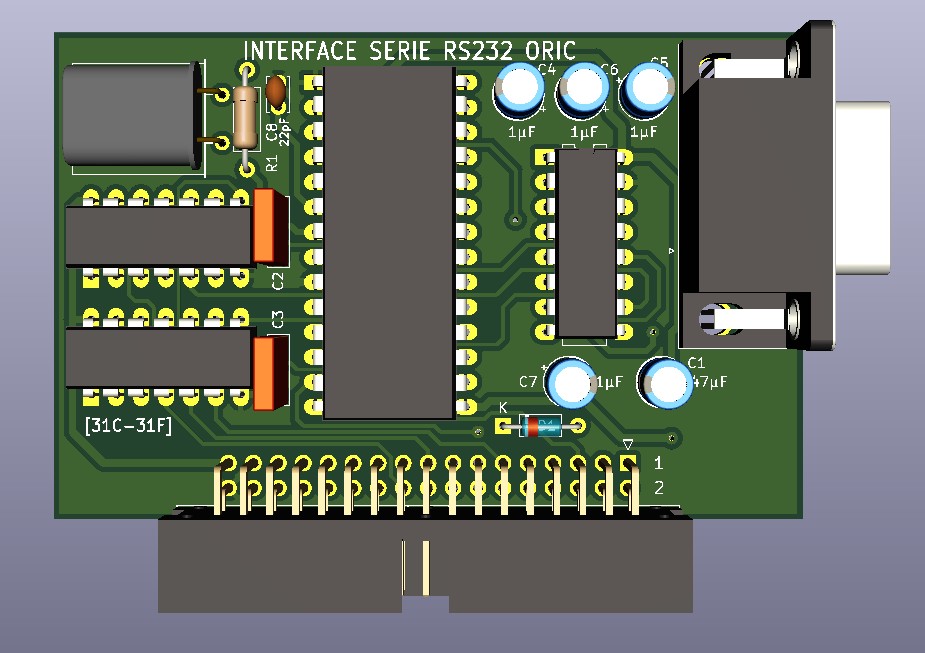 INTERFACE SERIE RS232 ORIC
C4
C6
C5
+
+
1µF
1µF
1µF
C8
22pF
R1
C2
C3
[31C-31F]
C7
+
1µF
C1
47µF
K
D1
1
2